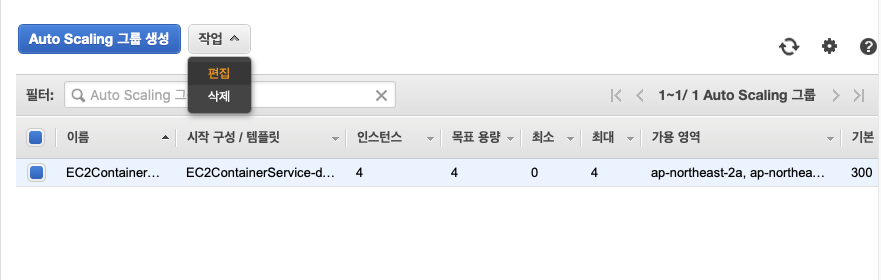 Auto Scaling 그룹 생성 작업
편집
삭제
필터: Auto Scaling 1~1/ 1 Auto Scaling 그룹
이름 시작 구성 / 템플릿 인스턴스 목표 용량 최소 최대 가용 영역 기본
EC2Container... EC2ContainerService-d... 4 4 0 4 ap-northeast-2a, ap-northea... 300